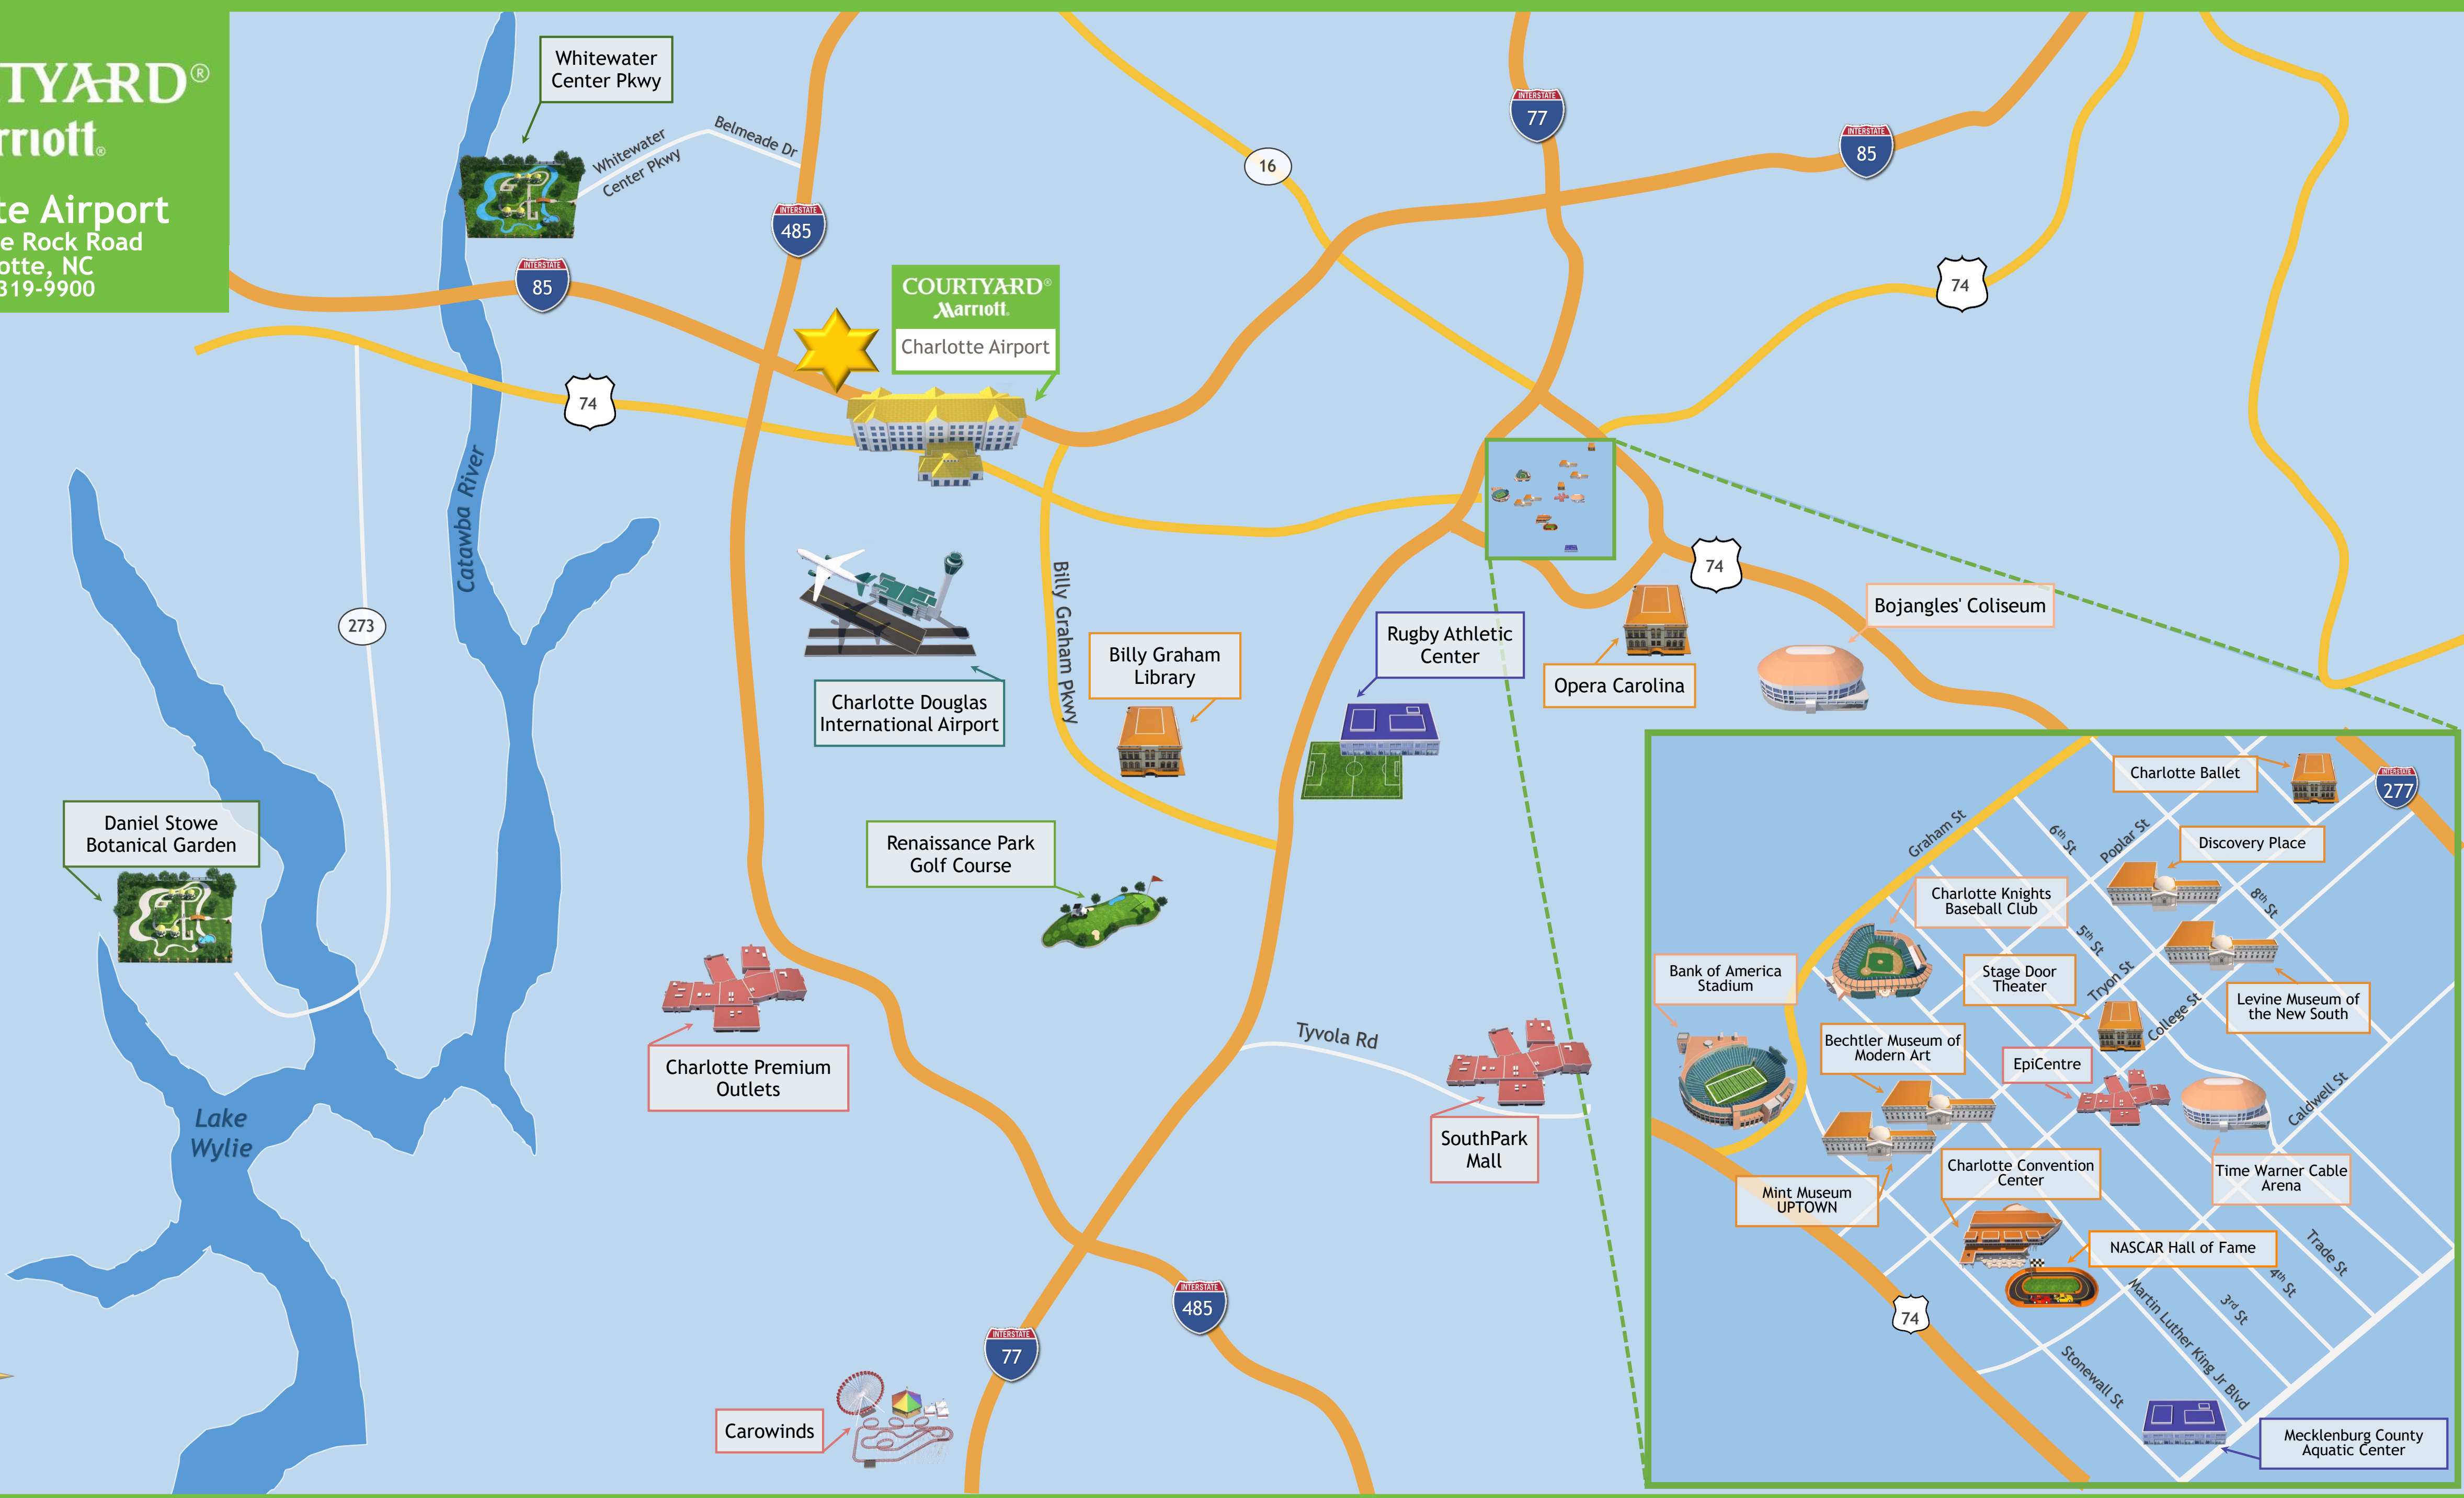 TYARD®
rriott®
te Airport
e Rock Road
otte, NC
319-9900
Whitewater
Center Pkwy
Whitewater
Center Pkwy
Belmeade Dr
INTERSTATE
485
INTERSTATE
85
74
COURTYARD®
Marriott®
Charlotte Airport
16
INTERSTATE
77
INTERSTATE
85
74
Catawba River
273
Billy Graham Pkwy
Charlotte Douglas
International Airport
Billy Graham
Library
Rugby Athletic
Center
Opera Carolina
74
Bojangles' Coliseum
Daniel Stowe
Botanical Garden
Renaissance Park
Golf Course
Charlotte Premium
Outlets
Tyvola Rd
SouthPark
Mall
Lake
Wylie
INTERSTATE
485
INTERSTATE
77
Carowinds
Charlotte Ballet
INTERSTATE
277
Graham St
6th St
Poplar St
Discovery Place
Charlotte Knights
Baseball Club
8th St
5th St
Bank of America
Stadium
Stage Door
Theater
Tryon St
College St
Levine Museum of
the New South
Bechtler Museum of
Modern Art
EpiCentre
Caldwell St
Mint Museum
UPTOWN
Charlotte Convention
Center
Time Warner Cable
Arena
NASCAR Hall of Fame
Trade St
4th St
3rd St
Martin Luther King Jr Blvd
74
Stonewall St
Mecklenburg County
Aquatic Center